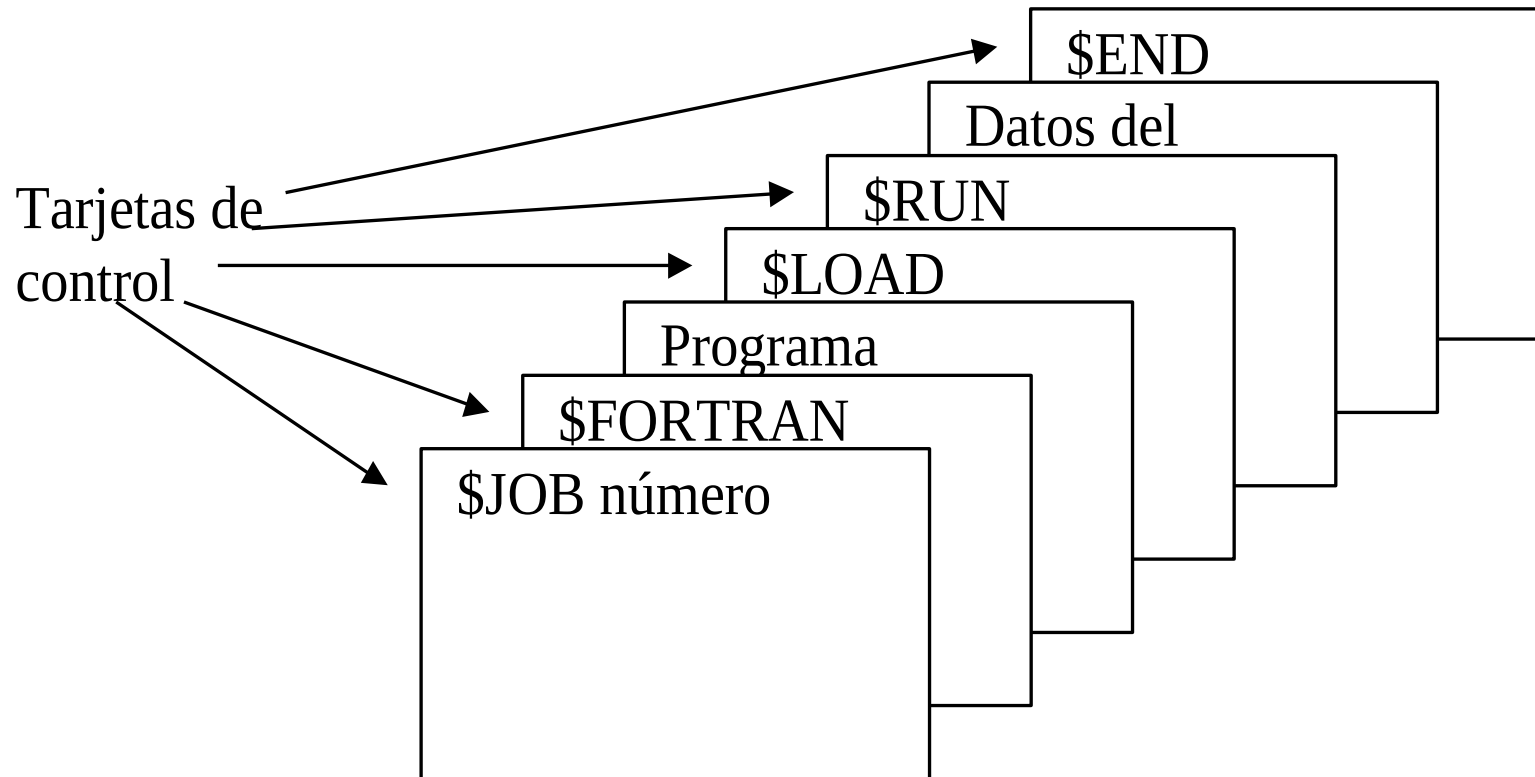 $END
Datos del
$RUN
Tarjetas de
control
$LOAD
Programa
$FORTRAN
$JOB número